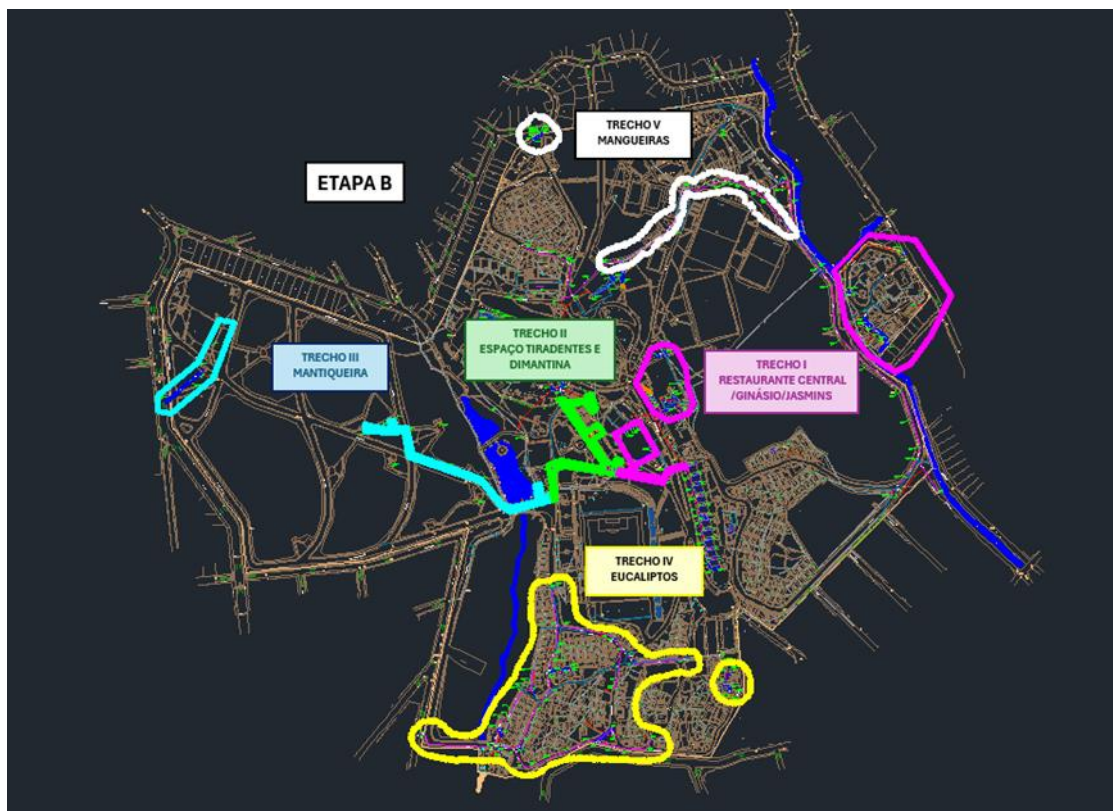 TRECHO V
MANGUEIRAS
ETAPA B
TRECHO II
ESPAÇO TIRADENTES E
DIMANTINA
TRECHO III
MANTIQUEIRA
TRECHO I
RESTAURANTE CENTRAL
/GINÁSIO/JASMINS
TRECHO IV
EUCALIPTOS